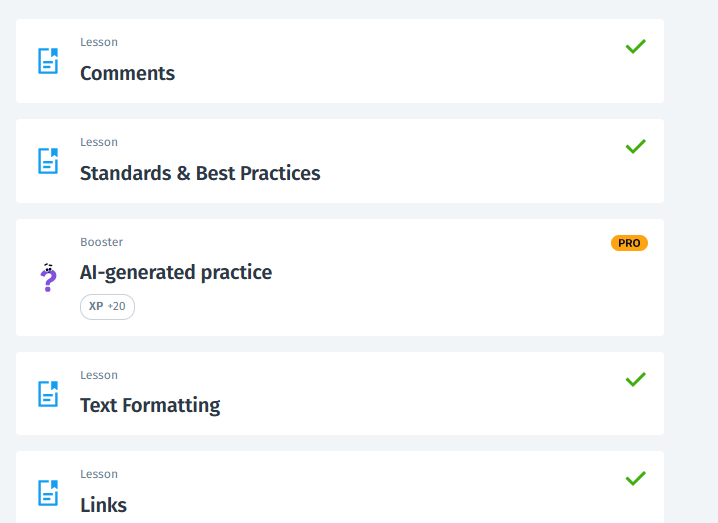 Lesson
Comments
Lesson
Standards & Best Practices
Booster
PRO
AI-generated practice
XP +20
Lesson
Text Formatting
Lesson
Links